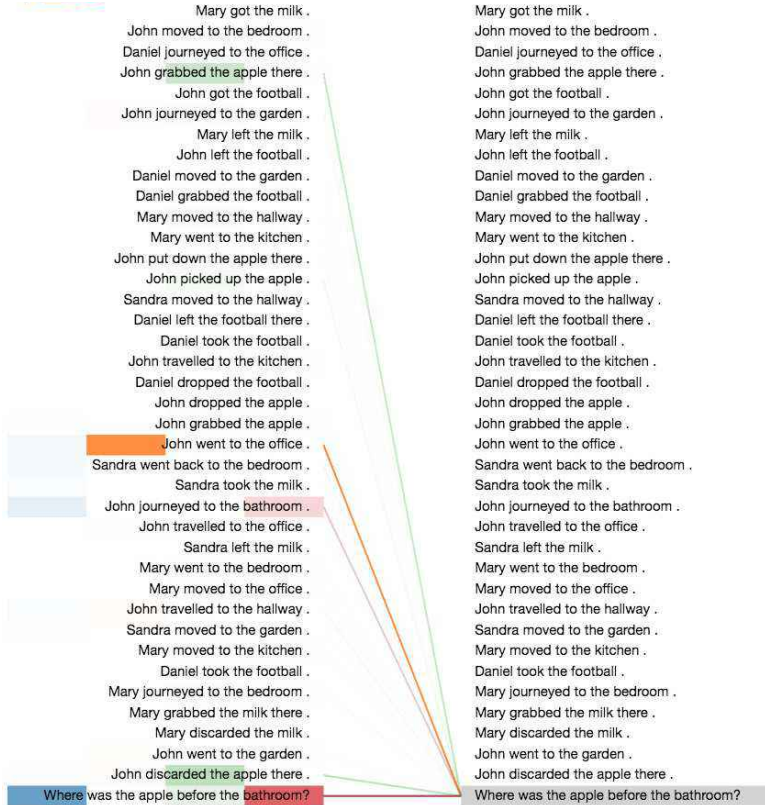 Mary got the milk .
John moved to the bedroom .
Daniel journeyed to the office .
John grabbed the apple there .
John got the football .
John journeyed to the garden .
Mary left the milk .
John left the football .
Daniel moved to the garden .
Daniel grabbed the football .
Mary moved to the hallway .
Mary went to the kitchen .
John put down the apple there .
John picked up the apple .
Sandra moved to the hallway .
Daniel left the football there .
Daniel took the football .
John travelled to the kitchen .
Daniel dropped the football .
John dropped the apple .
John grabbed the apple .
John went to the office .
Sandra went back to the bedroom .
Sandra took the milk .
John journeyed to the bathroom .
John travelled to the office .
Sandra left the milk .
Mary went to the bedroom .
Mary moved to the office .
John travelled to the hallway .
Sandra moved to the garden .
Mary moved to the kitchen .
Daniel took the football .
Mary journeyed to the bedroom .
Mary grabbed the milk there .
Mary discarded the milk .
John went to the garden .
John discarded the apple there .
Where was the apple before the bathroom?
Mary got the milk .
John moved to the bedroom .
Daniel journeyed to the office .
John grabbed the apple there .
John got the football .
John journeyed to the garden .
Mary left the milk .
John left the football .
Daniel moved to the garden .
Daniel grabbed the football .
Mary moved to the hallway .
Mary went to the kitchen .
John put down the apple there .
John picked up the apple .
Sandra moved to the hallway .
Daniel left the football there .
Daniel took the football .
John travelled to the kitchen .
Daniel dropped the football .
John dropped the apple .
John grabbed the apple .
John went to the office .
Sandra went back to the bedroom .
Sandra took the milk .
John journeyed to the bathroom .
John travelled to the office .
Sandra left the milk .
Mary went to the bedroom .
Mary moved to the office .
John travelled to the hallway .
Sandra moved to the garden .
Mary moved to the kitchen .
Daniel took the football .
Mary journeyed to the bedroom .
Mary grabbed the milk there .
Mary discarded the milk .
John went to the garden .
John discarded the apple there .
Where was the apple before the bathroom?